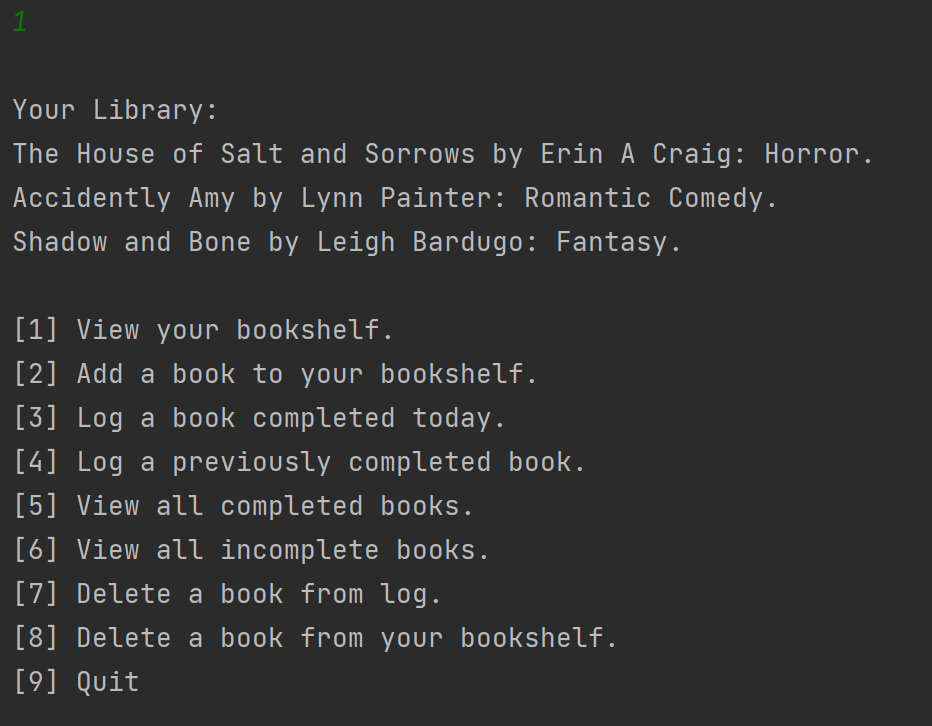 1
Your Library:
The House of Salt and Sorrows by Erin A Craig: Horror.
Accidently Amy by Lynn Painter: Romantic Comedy.
Shadow and Bone by Leigh Bardugo: Fantasy.
[1] View your bookshelf.
[2] Add a book to your bookshelf.
[3] Log a book completed today.
[4] Log a previously completed book.
[5] View all completed books.
[6] View all incomplete books.
[7] Delete a book from log.
[8] Delete a book from your bookshelf.
[9] Quit